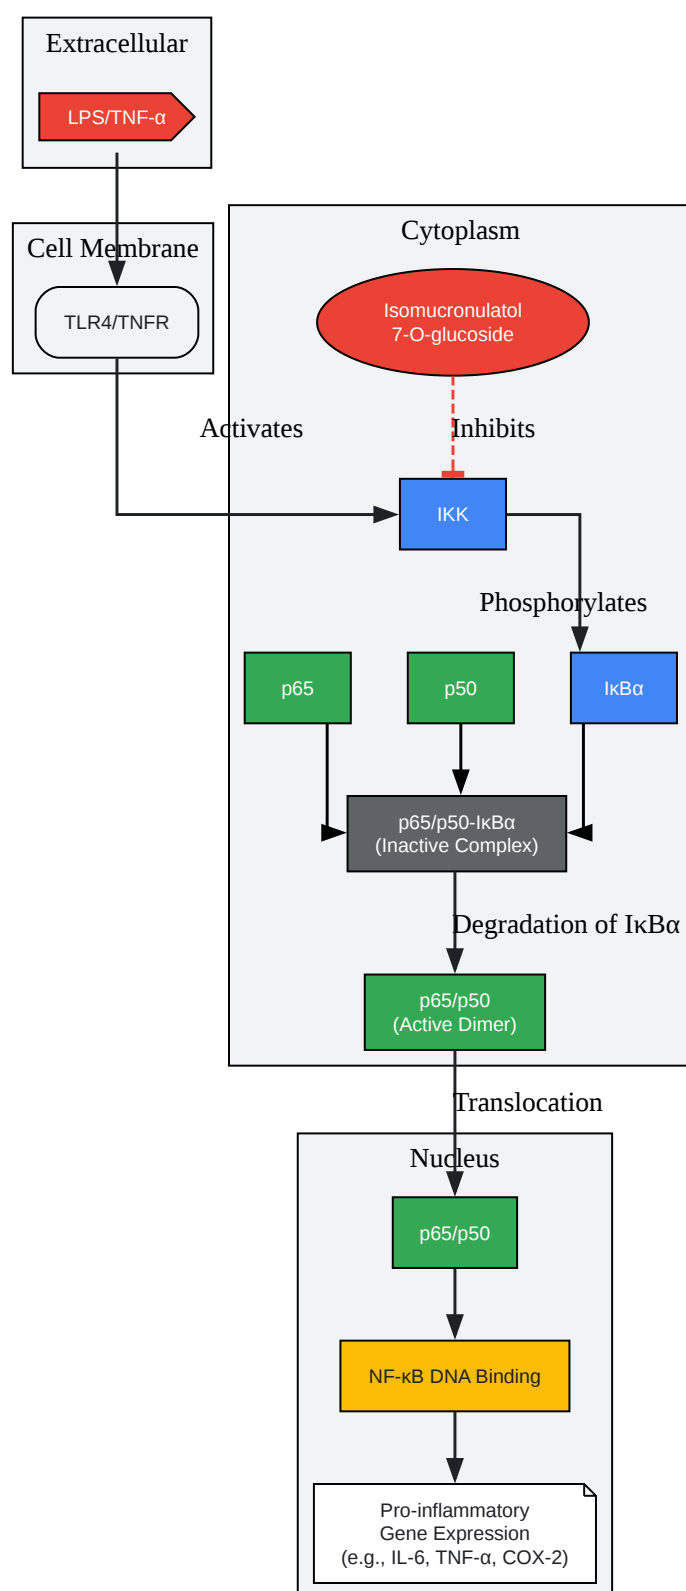 Extracellular
LPS/TNF-α
Cell Membrane
TLR4/TNFR
Cytoplasm
Isomucronulatol
7-O-glucoside
Activates
Inhibits
IKK
Phosphorylates
p65
p50
IκBα
p65/p50-IκBα
(Inactive Complex)
Degradation of IκBα
p65/p50
(Active Dimer)
Translocation
Nucleus
p65/p50
NF-κB DNA Binding
Pro-inflammatory
Gene Expression
(e.g., IL-6, TNF-α, COX-2)